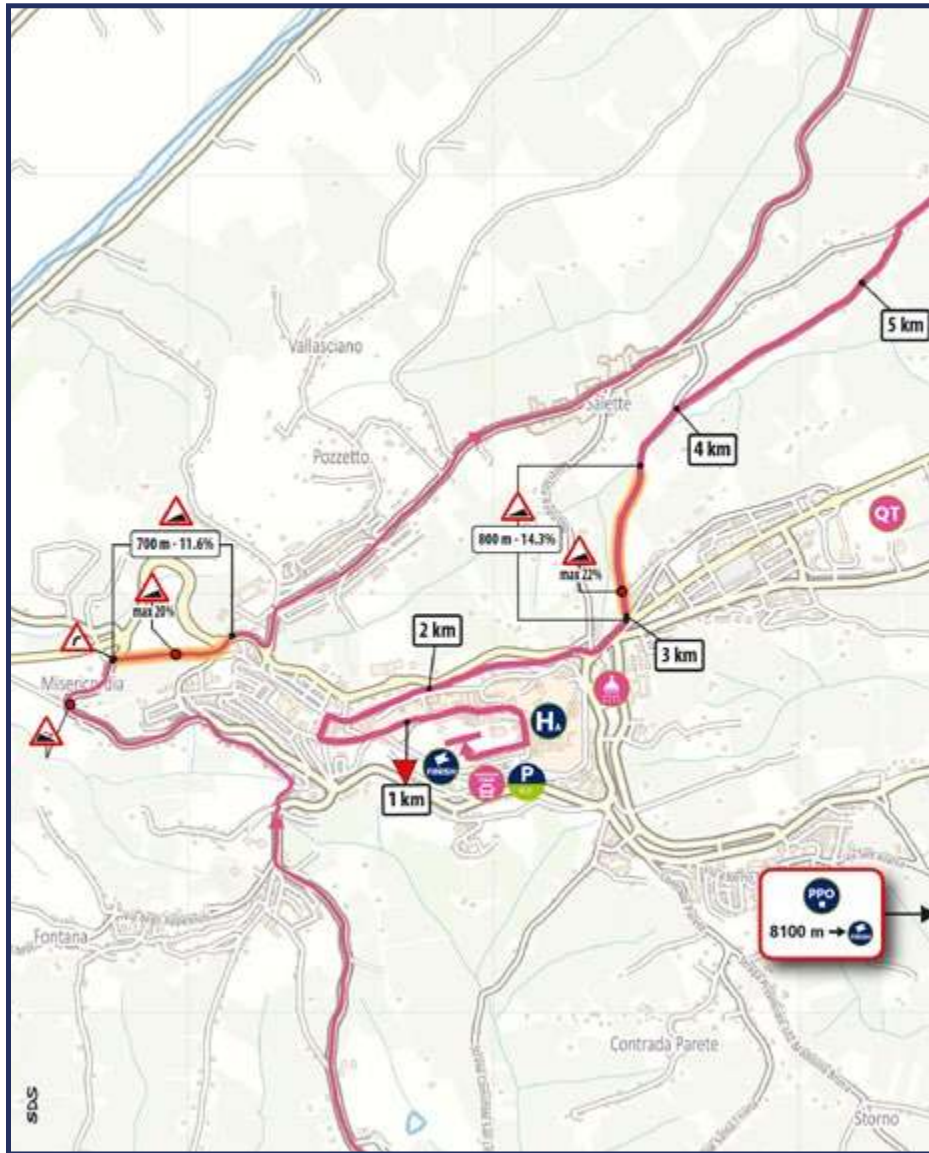 Vallasciano
5 km
Salette
4 km
Pozzetto
QT
700 m - 11.6%
800 m - 14.3%
max 20%
max 22%
2 km
3 km
Misericordia
H
FINISH
P
1 km
PPO
8100 m
Fontana
Contrada Parete
Storno
SDS